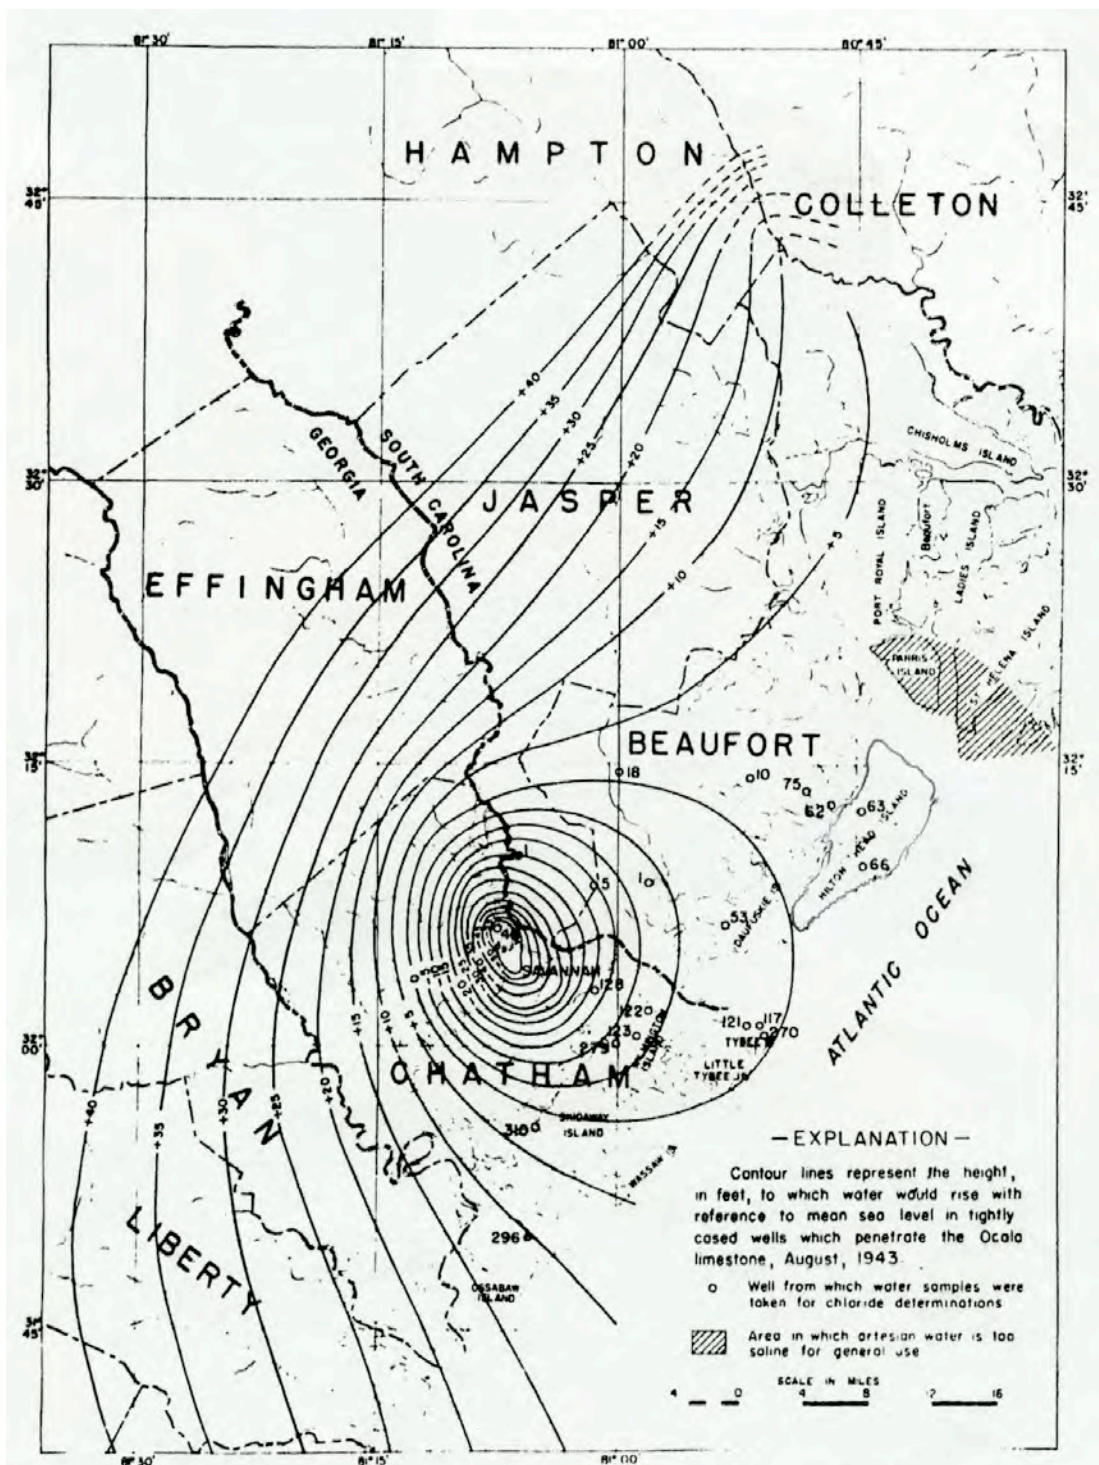 81° 30'
81° 15'
81° 00'
80° 45'
HAMPTON
COLLETON
32° 45'
32° 45'
+40
+35
+30
+25
+20
+15
+10
+5
SOUTH CAROLINA
GEORGIA
JASPER
EFFINGHAM
CHISHOLMS ISLAND
32° 30'
32° 30'
PORT ROYAL ISLAND
Beaufort
LADIES ISLAND
ST. HELENA ISLAND
PARRIS ISLAND
BEAUFORT
32° 15'
32° 15'
18
10
75
62
63
66
HILTON HEAD ISLAND
1
5
1
53
DAUFUSKIE IS
ATLANTIC OCEAN
SAVANNAH
128
122
123
WILMINGTON ISLAND
121
117
270
TYBEE
LITTLE
TYBEE IS
0
5
+5
+10
+15
+20
+25
+30
+35
+40
BRYAN
32° 00'
CHATHAM
310
SKIDAWAY
ISLAND
WASSAW IS
296
OSSABAW
ISLAND
LIBERTY
45'
— EXPLANATION —
Contour lines represent the height,
in feet, to which water would rise with
reference to mean sea level in tightly
cased wells which penetrate the Ocala
limestone, August, 1943.
Well from which water samples were
taken for chloride determinations
Area in which artesian water is too
saline for general use
SCALE IN MILES
4 0 4 8 12 16
81° 30'
81° 15'
81° 00'